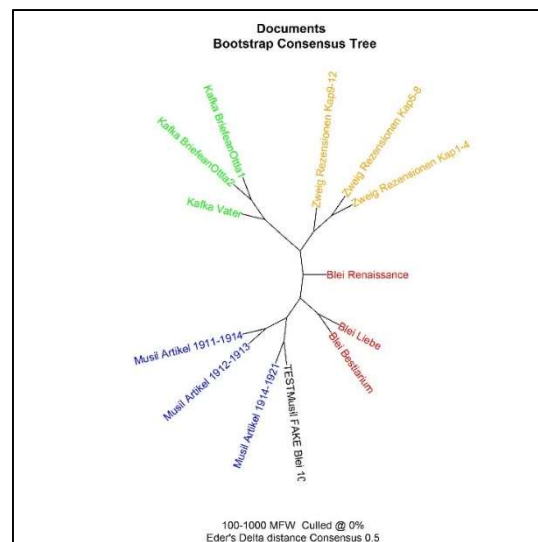 Documents
Bootstrap Consensus Tree
Kafka BriefeanOttla1
Kafka BriefeanOttla2
Kafka Vater
Zweig Rezensionen Kap9-12
Zweig Rezensionen Kap5-8
Zweig Rezensionen Kap1-4
Blei Renaissance
Blei Liebe
Blei Bestiarium
Musil Artikel 1911-1914
Musil Artikel 1912-1913
Musil Artikel 1914-1921
TESTMusil FAKE Blei 10
100-1000 MFW Culled @ 0%
Eder's Delta distance Consensus 0.5